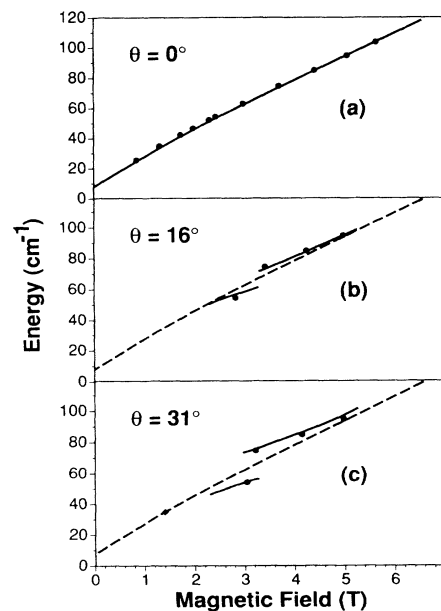 120
100
80
60
40
20
0
θ = 0°
(a)
80
60
40
20
0
θ = 16°
(b)
100
80
60
40
20
0
θ = 31°
(c)
0 1 2 3 4 5 6
Energy (cm⁻¹)
Magnetic Field (T)